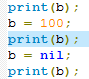 print(b);
b = 100;
print(b);
b = nil;
print(b);